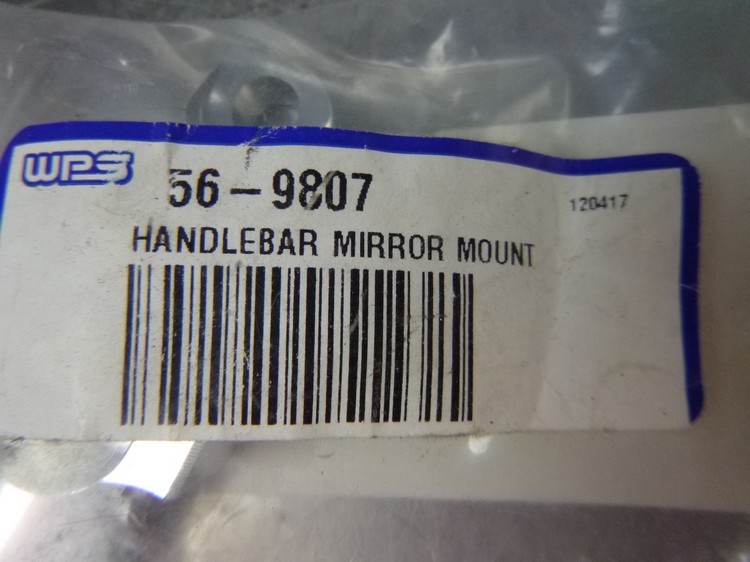 WPS 56-9807 120417
HANDLEBAR MIRROR MOUNT